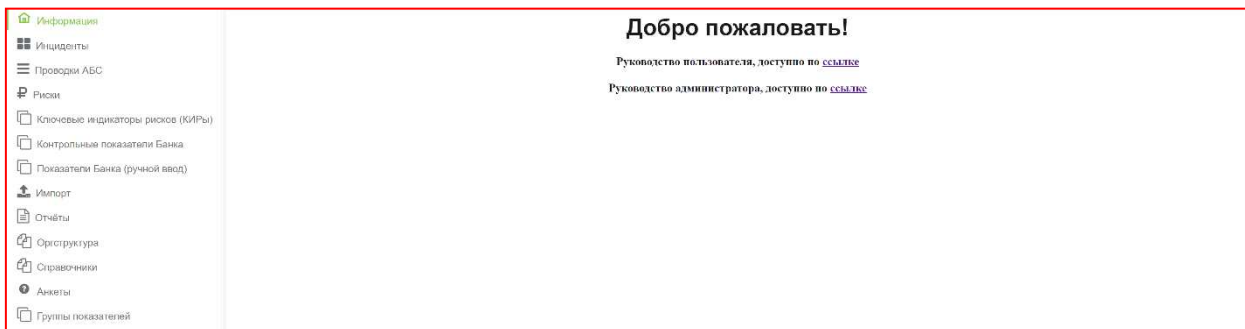 Информация
Инциденты
Проводки АБС
Риски
Ключевые индикаторы рисков (КИРы)
Контрольные показатели Банка
Показатели Банка (ручной ввод)
Импорт
Отчёты
Оргструктура
Справочники
Анкеты
Группы показателей
Добро пожаловать!
Руководство пользователя, доступно по ссылке
Руководство администратора, доступно по ссылке